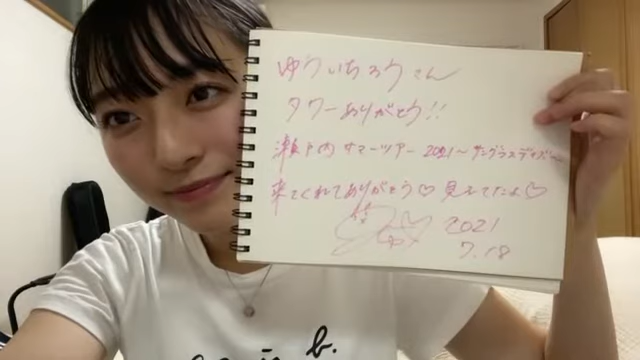 ゆういちろうさん
タワーありがとう!!
瀬戸内サマーツアー2021〜サングラスデイズ〜
来てくれてありがとう♡見えてたよ♡
2021
7.18
b.